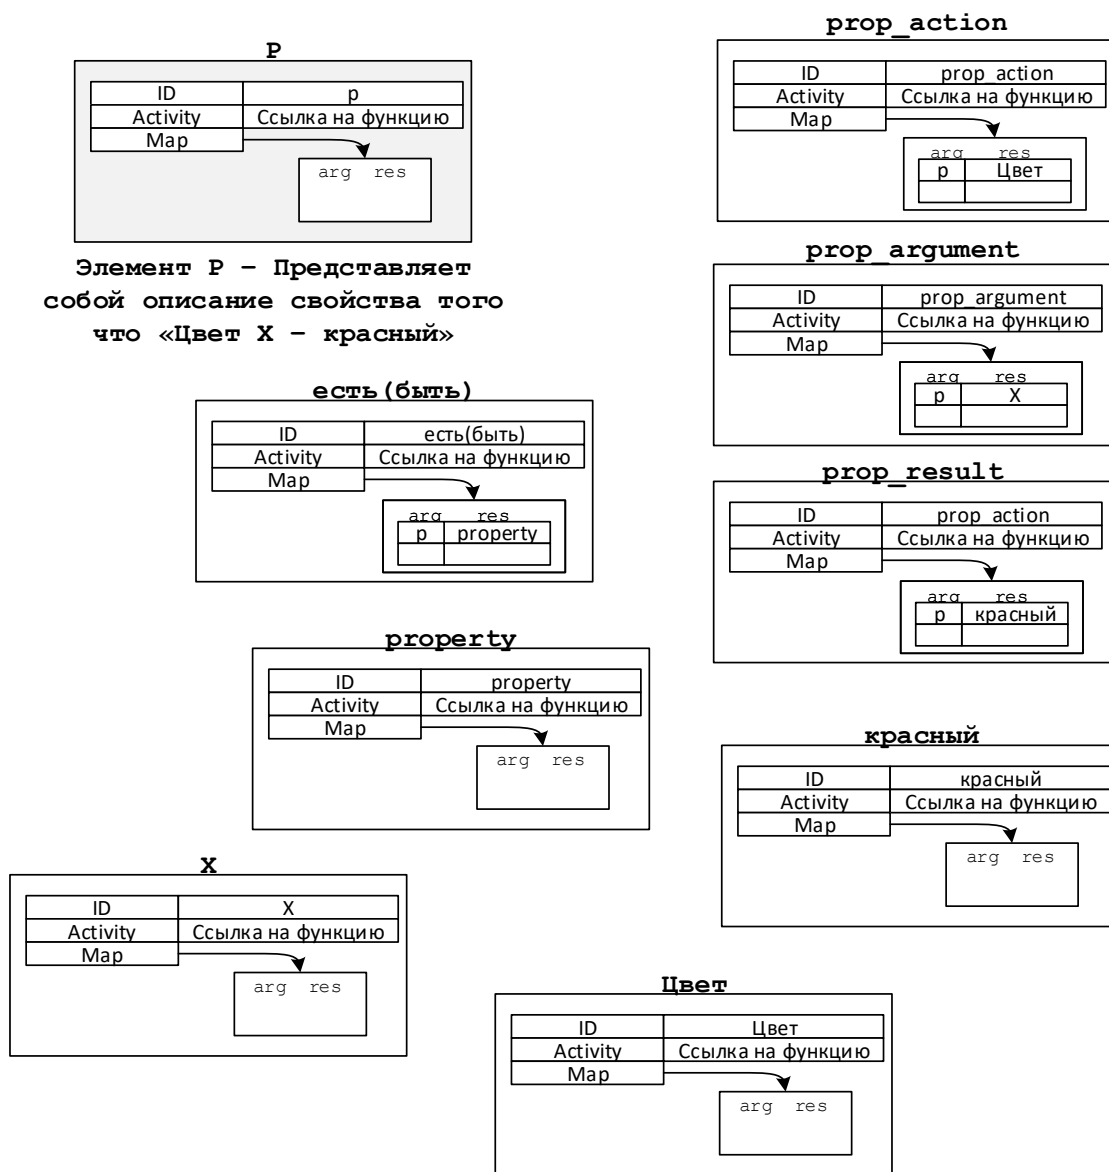 P
ID p
Activity Ссылка на функцию
Map
arg res
Элемент P – Представляет
собой описание свойства того
что «Цвет X – красный»
prop_action
ID prop_action
Activity Ссылка на функцию
Map
arg res
p Цвет
prop_argument
ID prop_argument
Activity Ссылка на функцию
Map
arg res
p X
есть(быть)
ID есть(быть)
Activity Ссылка на функцию
Map
arg res
p property
prop_result
ID prop_action
Activity Ссылка на функцию
Map
arg res
p красный
property
ID property
Activity Ссылка на функцию
Map
arg res
красный
ID красный
Activity Ссылка на функцию
Map
arg res
X
ID X
Activity Ссылка на функцию
Map
arg res
Цвет
ID Цвет
Activity Ссылка на функцию
Map
arg res